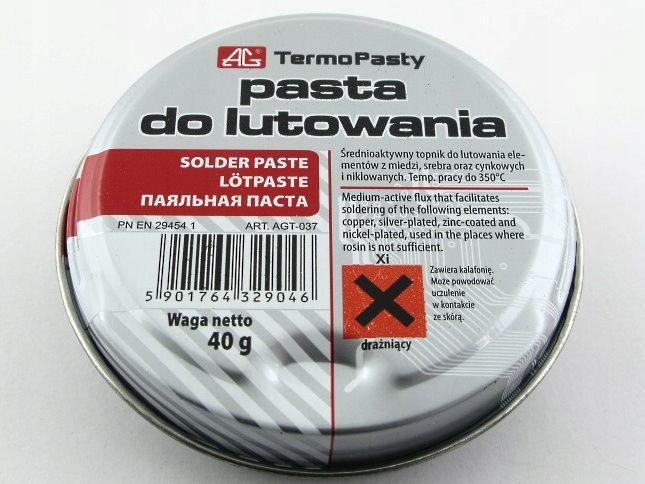 AG® TermoPasty
pasta
do lutowania
SOLDER PASTE
LÖTPASTE
ПАЯЛЬНАЯ ПАСТА
PN EN 29454 1 ART. AGT-037
5 901764 329046
Waga netto
40 g
Średnioaktywny topnik do lutowania ele-
mentów z miedzi, srebra oraz cynkowych
i niklowanych. Temp. pracy do 350°C
Medium-active flux that facilitates
soldering of the following elements:
copper, silver-plated, zinc-coated and
nickel-plated, used in the places where
rosin is not sufficient.
Xi
drażniący
Zawiera kalafonię.
Może powodować
uczulenie
w kontakcie
ze skórą.